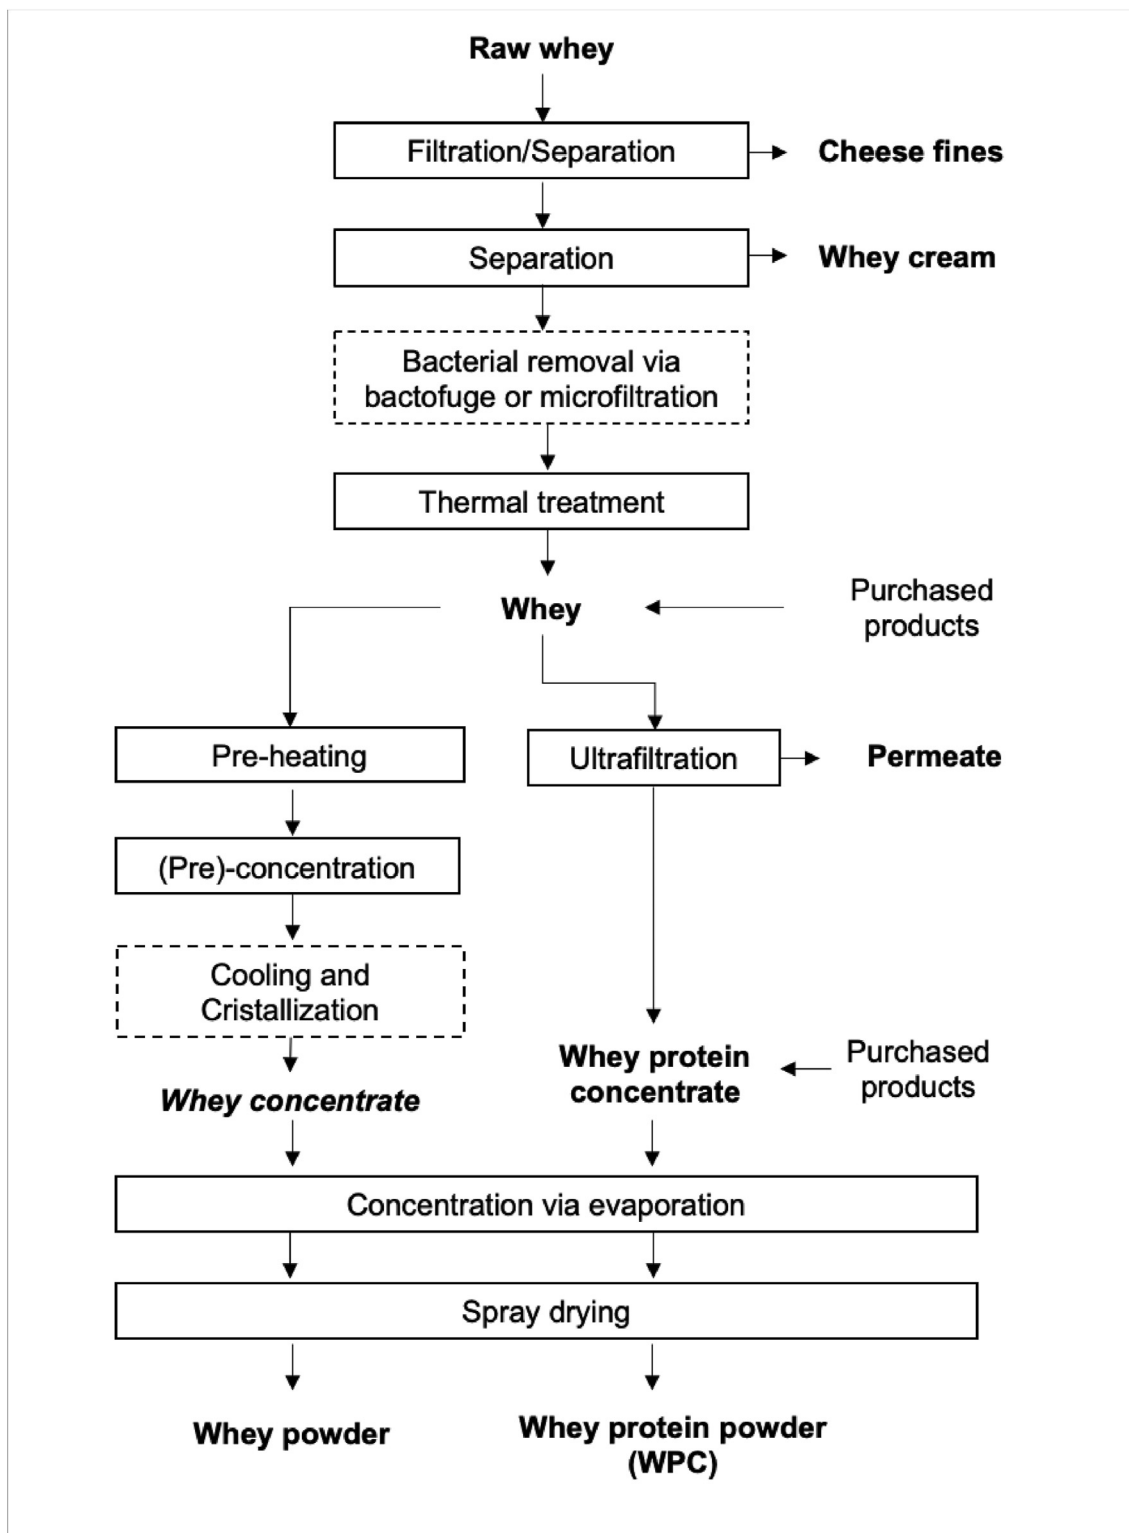 Raw whey
Filtration/Separation
Cheese fines
Separation
Whey cream
Bacterial removal via
bactofuge or microfiltration
Thermal treatment
Whey
Purchased
products
Pre-heating
Ultrafiltration
Permeate
(Pre)-concentration
Cooling and
Cristallization
Whey concentrate
Whey protein
concentrate
Purchased
products
Concentration via evaporation
Spray drying
Whey powder
Whey protein powder
(WPC)